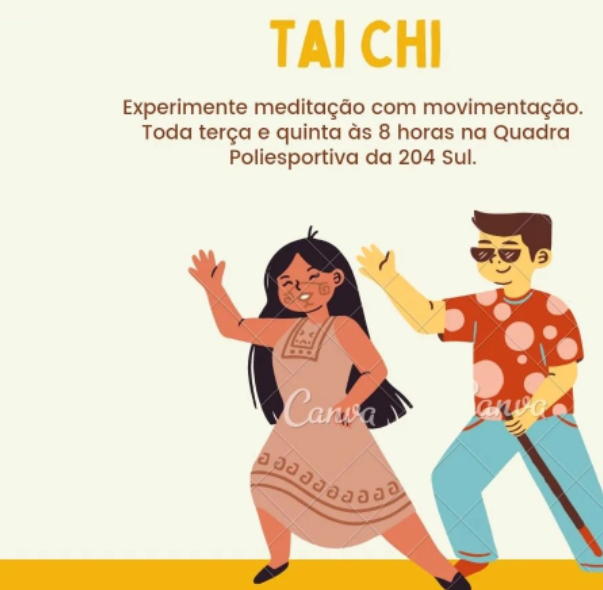 TAI CHI
Experimente meditação com movimentação.
Toda terça e quinta às 8 horas na Quadra
Poliesportiva da 204 Sul.
Canva
Canva